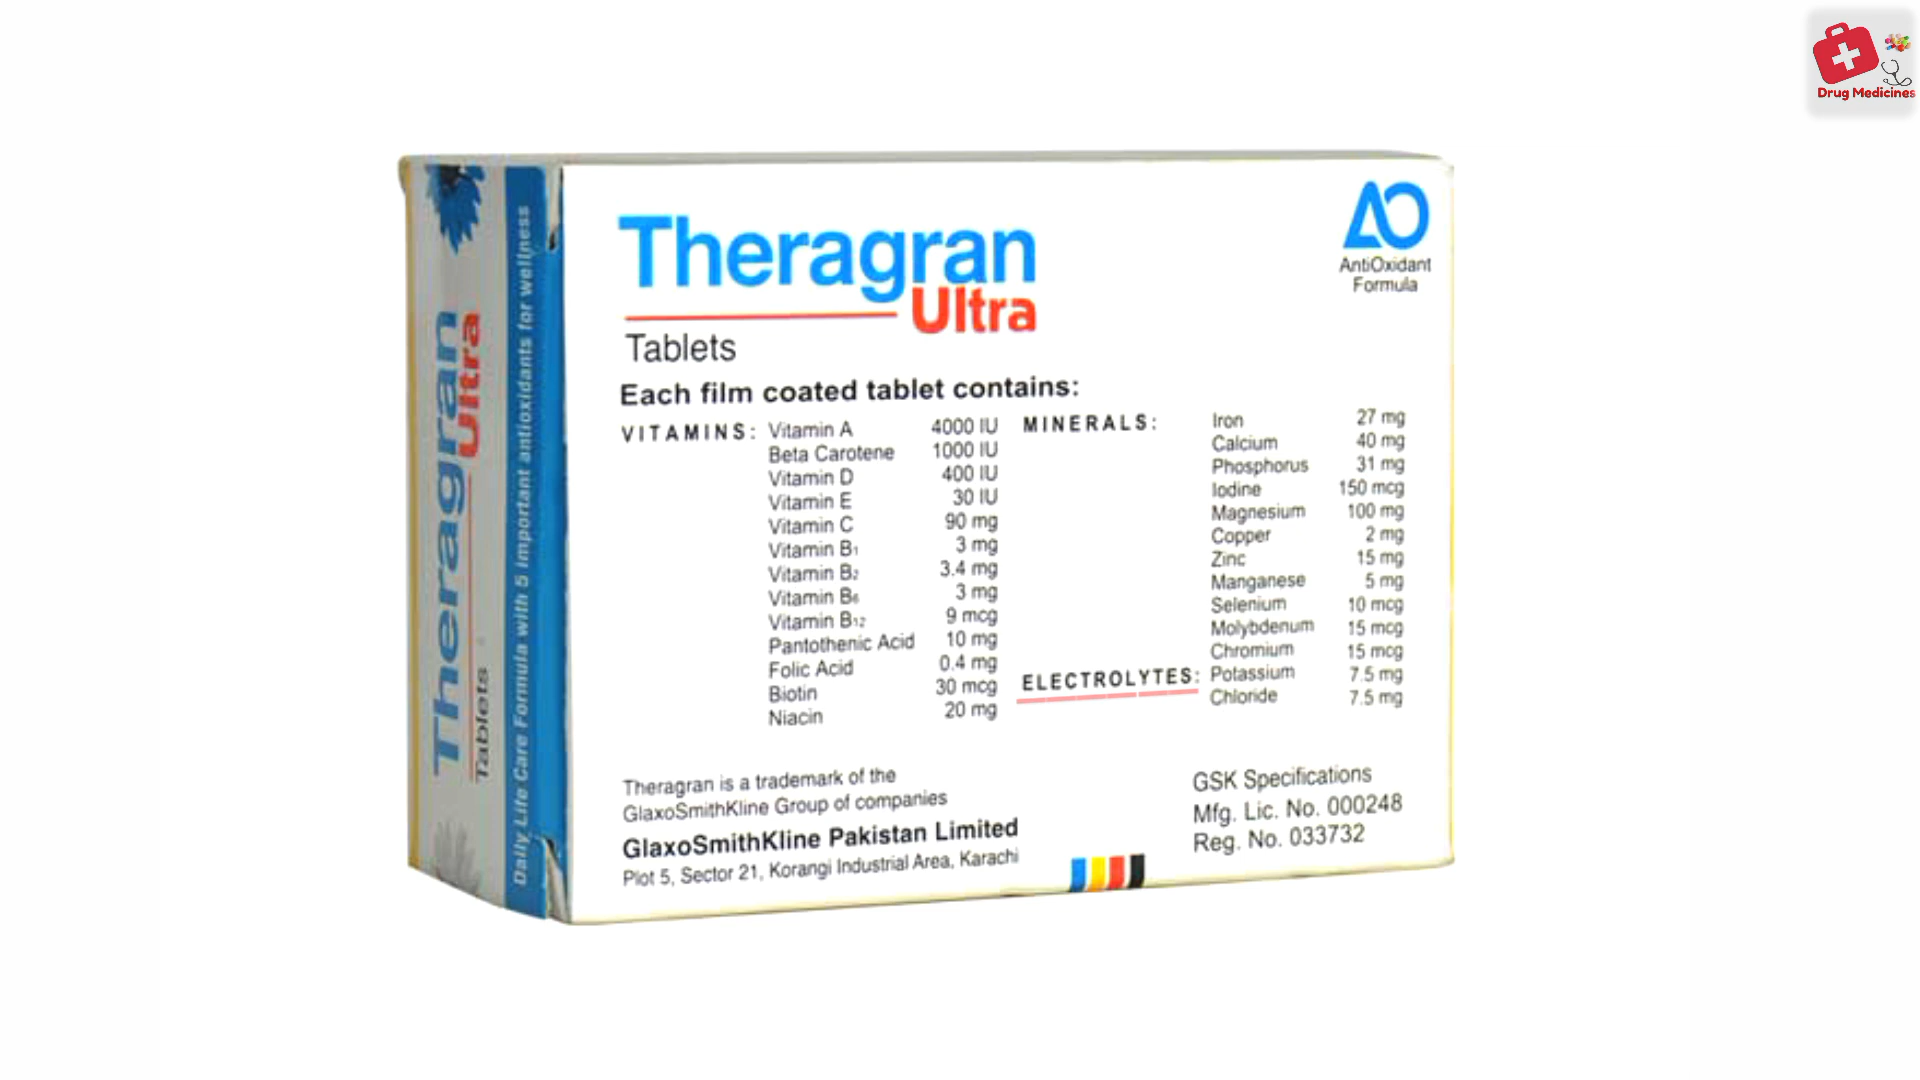 Drug Medicines
Theragran
Ultra
Tablets
Daily Life Care Formula with 5 important antioxidants for wellness
Theragran
Ultra
Tablets
AO
AntiOxidant
Formula
Each film coated tablet contains:
VITAMINS: Vitamin A 4000 IU
Beta Carotene 1000 IU
Vitamin D 400 IU
Vitamin E 30 IU
Vitamin C 90 mg
Vitamin B₁ 3 mg
Vitamin B₂ 3.4 mg
Vitamin B₆ 3 mg
Vitamin B₁₂ 9 mcg
Pantothenic Acid 10 mg
Folic Acid 0.4 mg
Biotin 30 mcg
Niacin 20 mg
MINERALS: Iron 27 mg
Calcium 40 mg
Phosphorus 31 mg
Iodine 150 mcg
Magnesium 100 mg
Copper 2 mg
Zinc 15 mg
Manganese 5 mg
Selenium 10 mcg
Molybdenum 15 mcg
Chromium 15 mcg
ELECTROLYTES: Potassium 7.5 mg
Chloride 7.5 mg
Theragran is a trademark of the
GlaxoSmithKline Group of companies
GlaxoSmithKline Pakistan Limited
Plot 5, Sector 21, Korangi Industrial Area, Karachi
GSK Specifications
Mfg. Lic. No. 000248
Reg. No. 033732